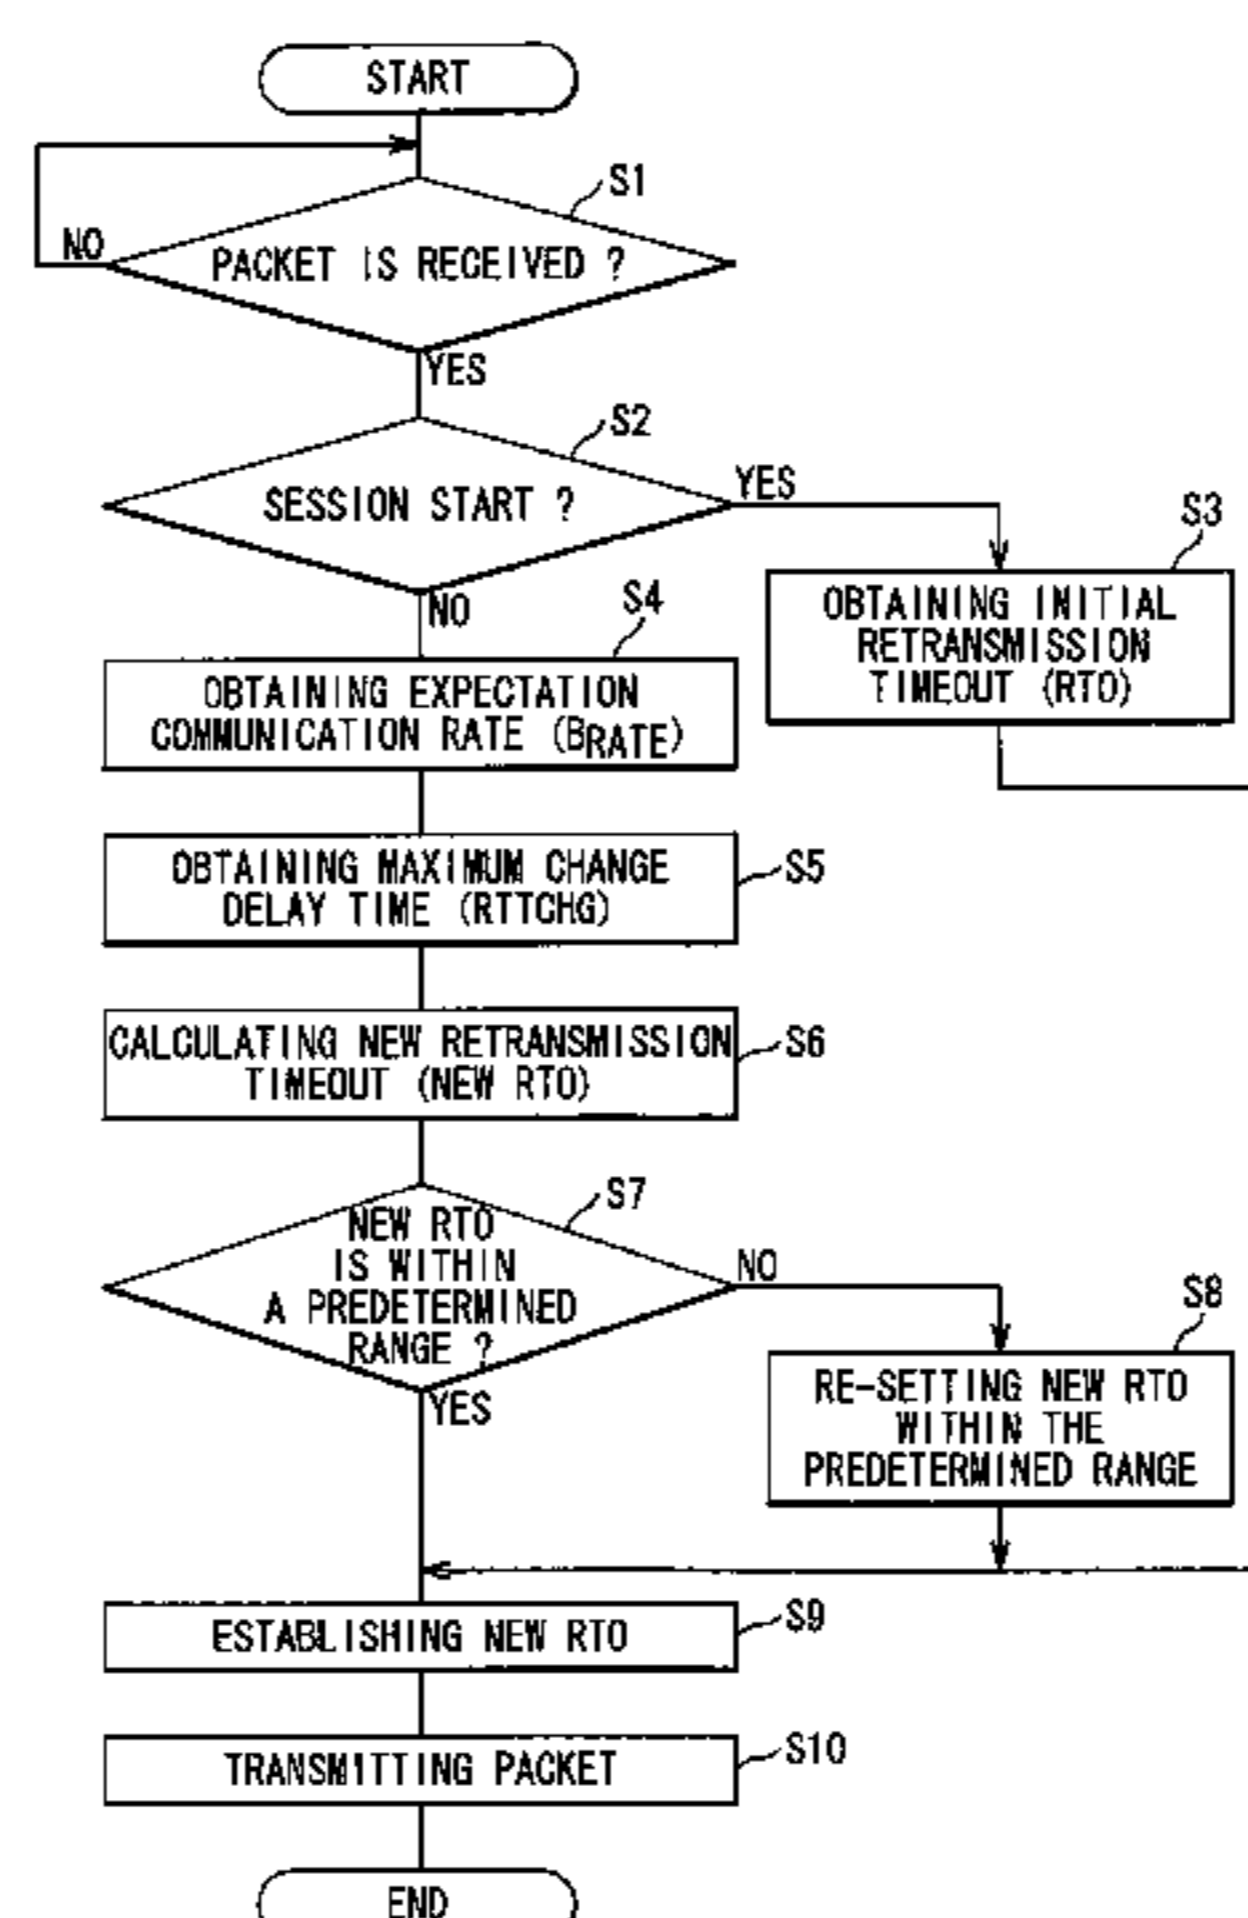 START
S1
NO
PACKET IS RECEIVED ?
YES
S2
SESSION START ?
YES
NO
S3
OBTAINING INITIAL
RETRANSMISSION
TIMEOUT (RTO)
S4
OBTAINING EXPECTATION
COMMUNICATION RATE (BRATE)
OBTAINING MAXIMUM CHANGE
DELAY TIME (RTTCHG)
S5
CALCULATING NEW RETRANSMISSION
TIMEOUT (NEW RTO)
S6
S7
NEW RTO
IS WITHIN
A PREDETERMINED
RANGE ?
NO
YES
S8
RE-SETTING NEW RTO
WITHIN THE
PREDETERMINED RANGE
ESTABLISHING NEW RTO
S9
TRANSMITTING PACKET
S10
END